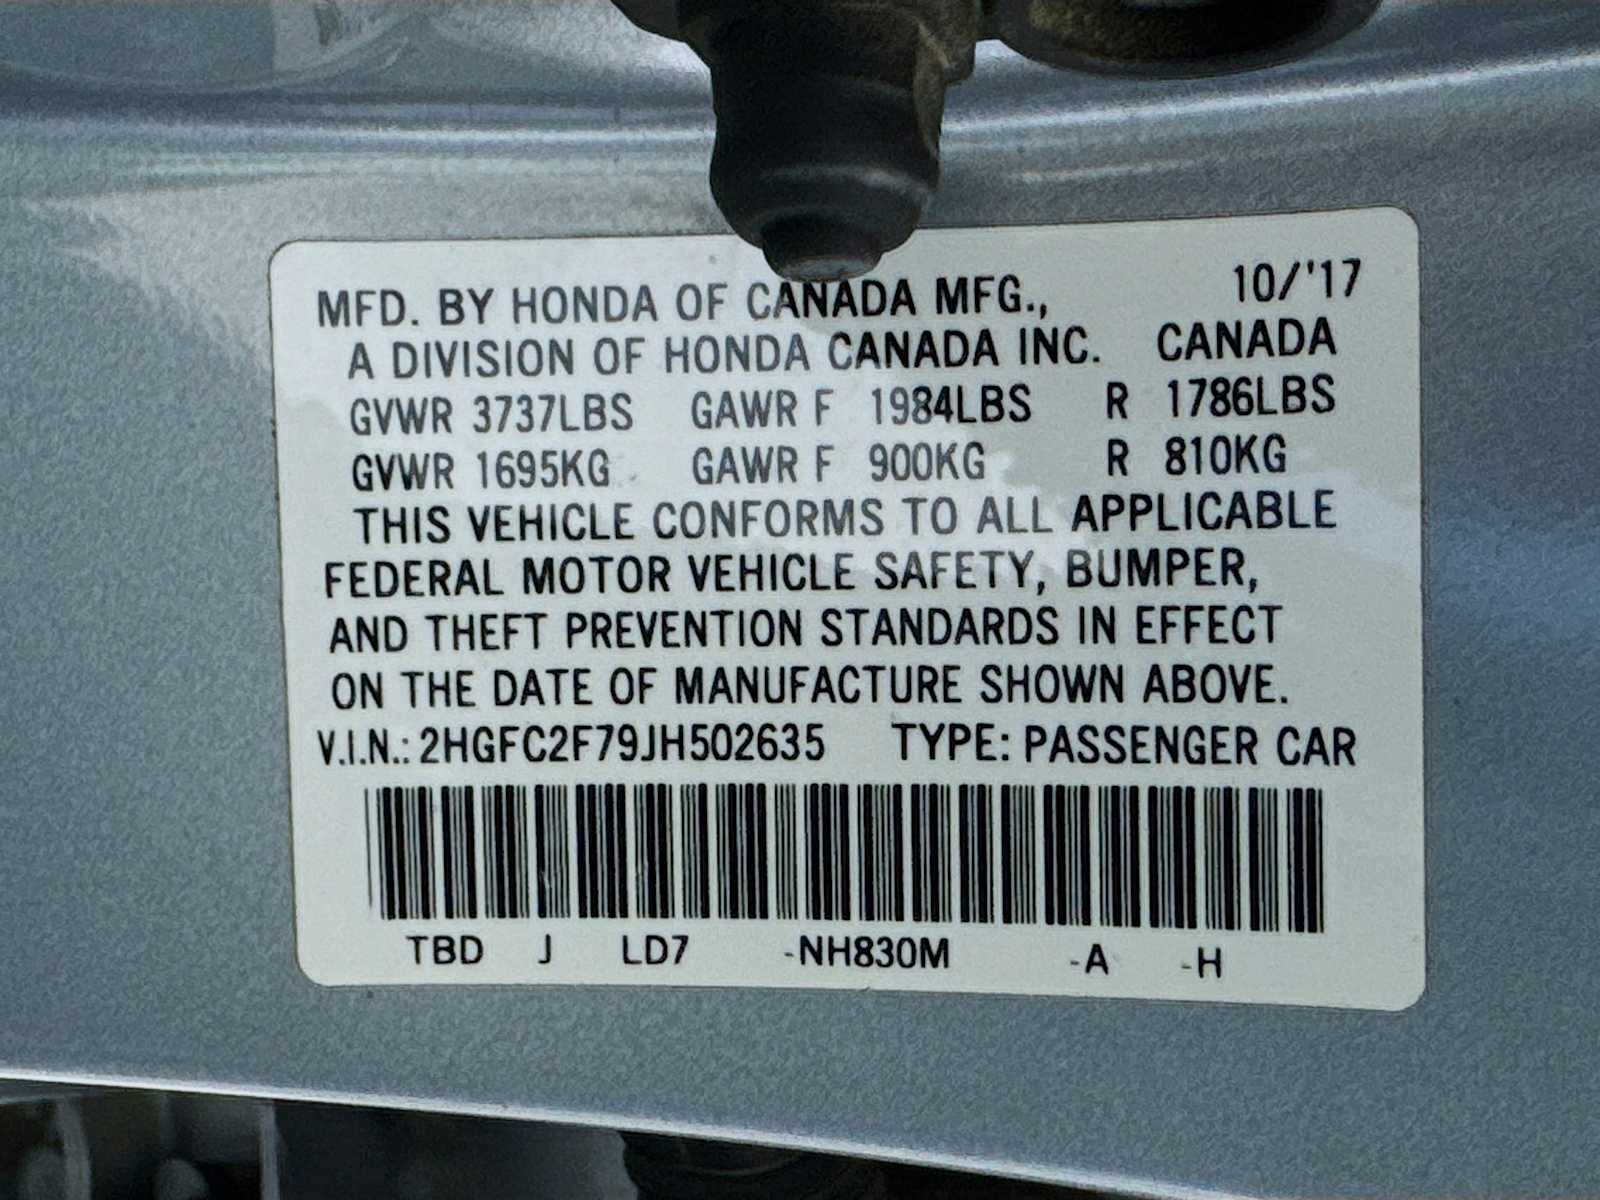 MFD. BY HONDA OF CANADA MFG., 10/'17
A DIVISION OF HONDA CANADA INC. CANADA
GVWR 3737LBS GAWR F 1984LBS R 1786LBS
GVWR 1695KG GAWR F 900KG R 810KG
THIS VEHICLE CONFORMS TO ALL APPLICABLE
FEDERAL MOTOR VEHICLE SAFETY, BUMPER,
AND THEFT PREVENTION STANDARDS IN EFFECT
ON THE DATE OF MANUFACTURE SHOWN ABOVE.
V.I.N.: 2HGFC2F79JH502635 TYPE: PASSENGER CAR
TBD J LD7 -NH830M -A -H